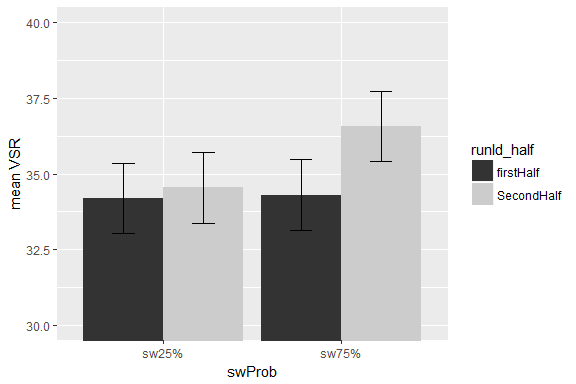 40.0
37.5
35.0
32.5
30.0
mean VSR
sw25%
sw75%
swProb
runId_half
firstHalf
SecondHalf